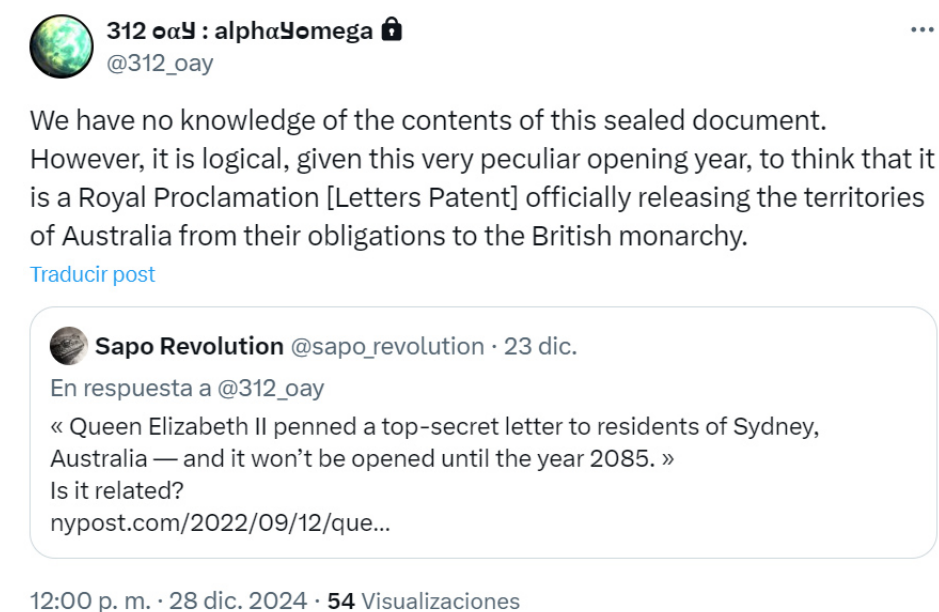 312 oαY : alphαYomega
@312_oay
We have no knowledge of the contents of this sealed document.
However, it is logical, given this very peculiar opening year, to think that it
is a Royal Proclamation [Letters Patent] officially releasing the territories
of Australia from their obligations to the British monarchy.
Traducir post
Sapo Revolution @sapo_revolution · 23 dic.
En respuesta a @312_oay
« Queen Elizabeth II penned a top-secret letter to residents of Sydney,
Australia — and it won’t be opened until the year 2085. »
Is it related?
nypost.com/2022/09/12/que...
12:00 p. m. · 28 dic. 2024 · 54 Visualizaciones